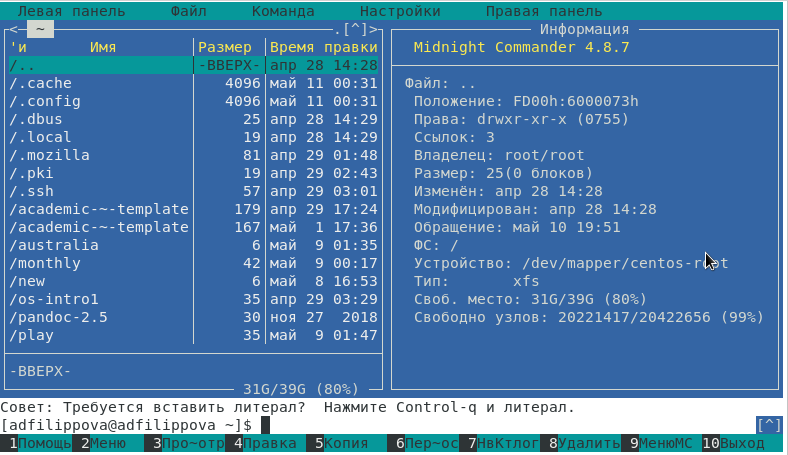 Левая панель Файл Команда Настройки Правая панель
<─ ~ .[^]>
'и Имя Размер Время правки
/.. -ВВЕРХ- апр 28 14:28
/.cache 4096 май 11 00:31
/.config 4096 май 11 00:31
/.dbus 25 апр 28 14:29
/.local 19 апр 28 14:29
/.mozilla 81 апр 29 01:48
/.pki 19 апр 29 02:43
/.ssh 57 апр 29 03:01
/academic-~-template 179 апр 29 17:24
/academic-~-template 167 май 1 17:36
/australia 6 май 9 01:35
/monthly 42 май 9 00:17
/new 6 май 8 16:53
/os-intro1 35 апр 29 03:29
/pandoc-2.5 30 ноя 27 2018
/play 35 май 9 01:47
-ВВЕРХ-
31G/39G (80%)
Информация
Midnight Commander 4.8.7
Файл: ..
Положение: FD00h:6000073h
Права: drwxr-xr-x (0755)
Ссылок: 3
Владелец: root/root
Размер: 25(0 блоков)
Изменён: апр 28 14:28
Модифицирован: апр 28 14:28
Обращение: май 10 19:51
ФС: /
Устройство: /dev/mapper/centos-root
Тип: xfs
Своб. место: 31G/39G (80%)
Свободно узлов: 20221417/20422656 (99%)
Совет: Требуется вставить литерал? Нажмите Control-q и литерал.
[adfilippova@adfilippova ~]$ [^]
1Помощь 2Меню 3Про~отр 4Правка 5Копия 6Пер~ос 7НвКтлог 8Удалить 9МенюМС 10Выход